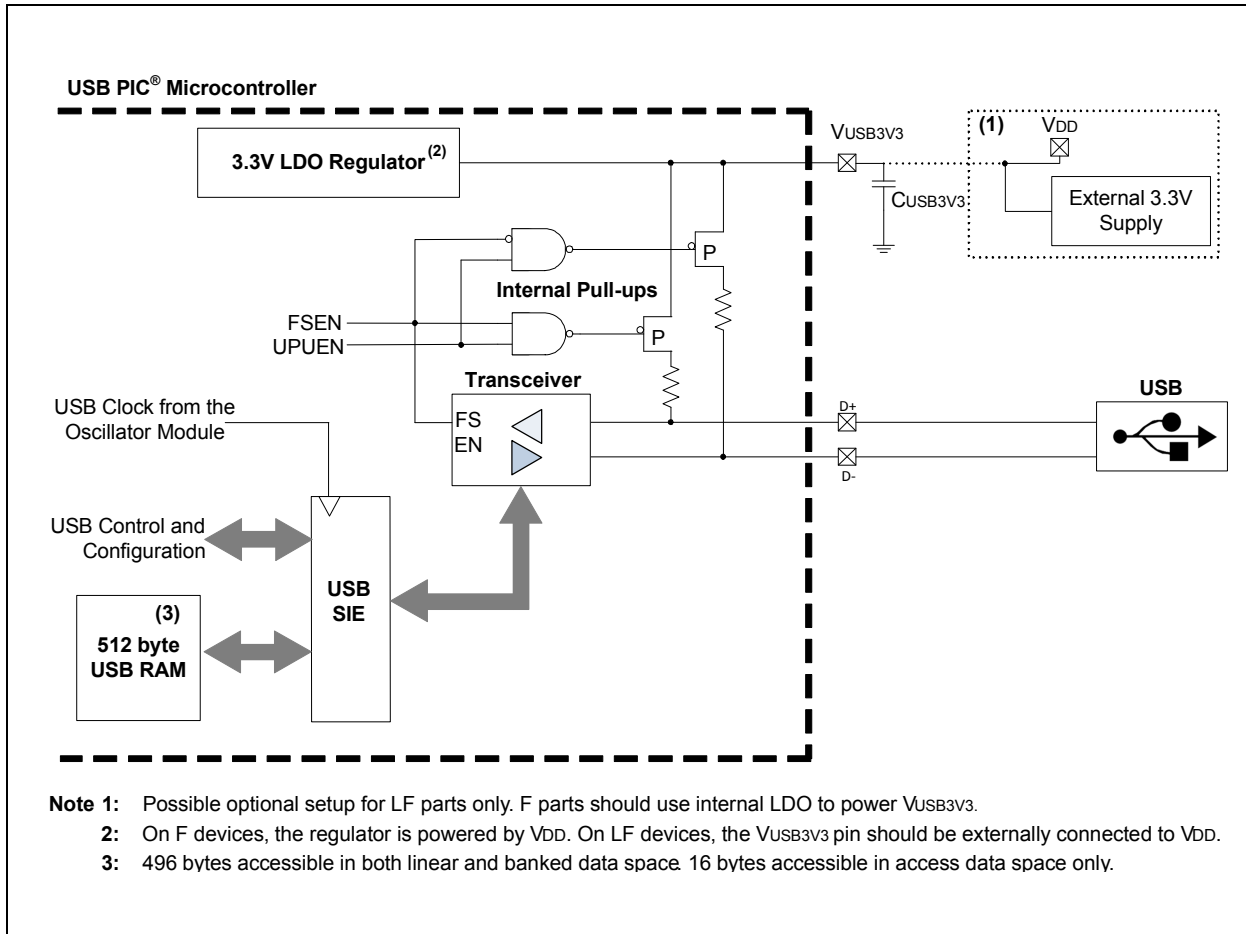 USB PIC® Microcontroller
3.3V LDO Regulator(2)
VUSB3V3
(1)
VDD
CUSB3V3
External 3.3V
Supply
P
Internal Pull-ups
FSEN
UPUEN
P
Transceiver
FS
EN
USB Clock from the
Oscillator Module
D+
D-
USB
USB Control and
Configuration
USB
SIE
(3)
512 byte
USB RAM
Note 1: Possible optional setup for LF parts only. F parts should use internal LDO to power VUSB3V3.
2: On F devices, the regulator is powered by VDD. On LF devices, the VUSB3V3 pin should be externally connected to VDD.
3: 496 bytes accessible in both linear and banked data space. 16 bytes accessible in access data space only.